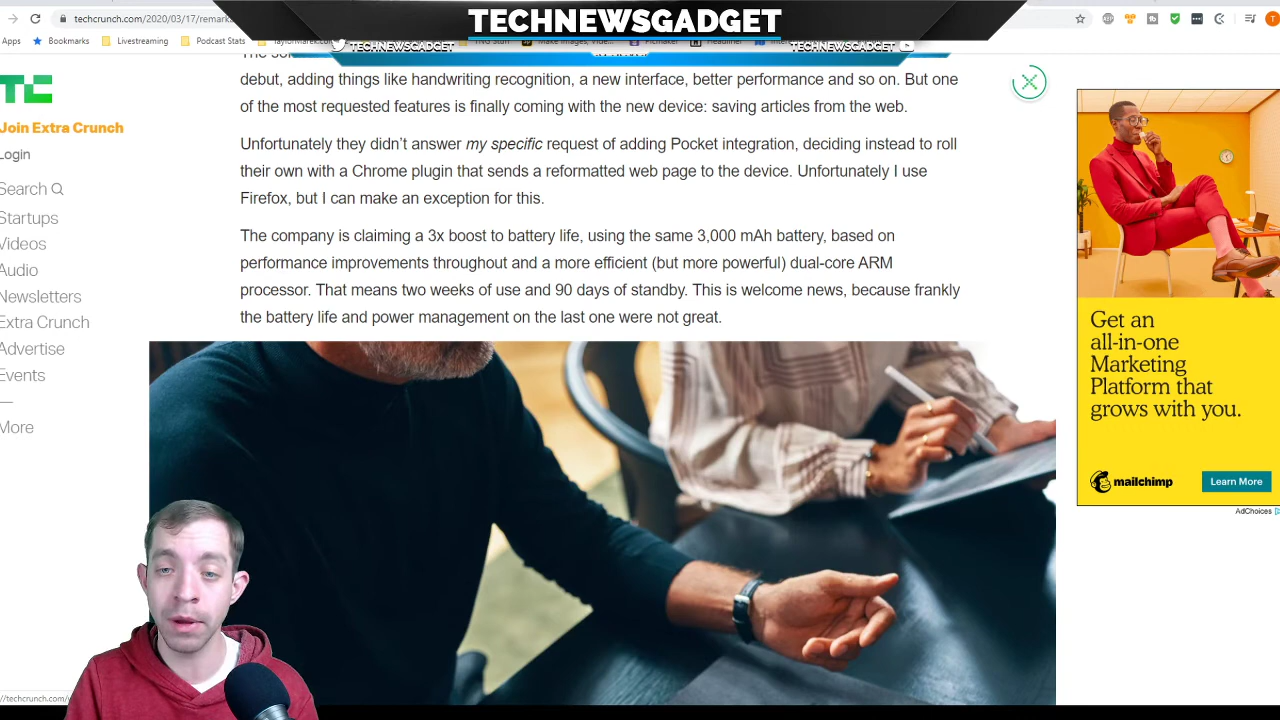 techcrunch.com/2020/03/17/remarka
TECHNEWSGADGET
Apps
Bookmarks
Livestreaming
Podcast Stats
TECHNEWSGADGET
TECHNEWSGADGET
TC
Join Extra Crunch
Login
Search
Startups
Videos
Audio
Newsletters
Extra Crunch
Advertise
Events
More
debut, adding things like handwriting recognition, a new interface, better performance and so on. But one
of the most requested features is finally coming with the new device: saving articles from the web.
Unfortunately they didn't answer my specific request of adding Pocket integration, deciding instead to roll
their own with a Chrome plugin that sends a reformatted web page to the device. Unfortunately I use
Firefox, but I can make an exception for this.
The company is claiming a 3x boost to battery life, using the same 3,000 mAh battery, based on
performance improvements throughout and a more efficient (but more powerful) dual-core ARM
processor. That means two weeks of use and 90 days of standby. This is welcome news, because frankly
the battery life and power management on the last one were not great.
Get an
all-in-one
Marketing
Platform that
grows with you.
mailchimp
Learn More
AdChoices
//techcrunch.com/